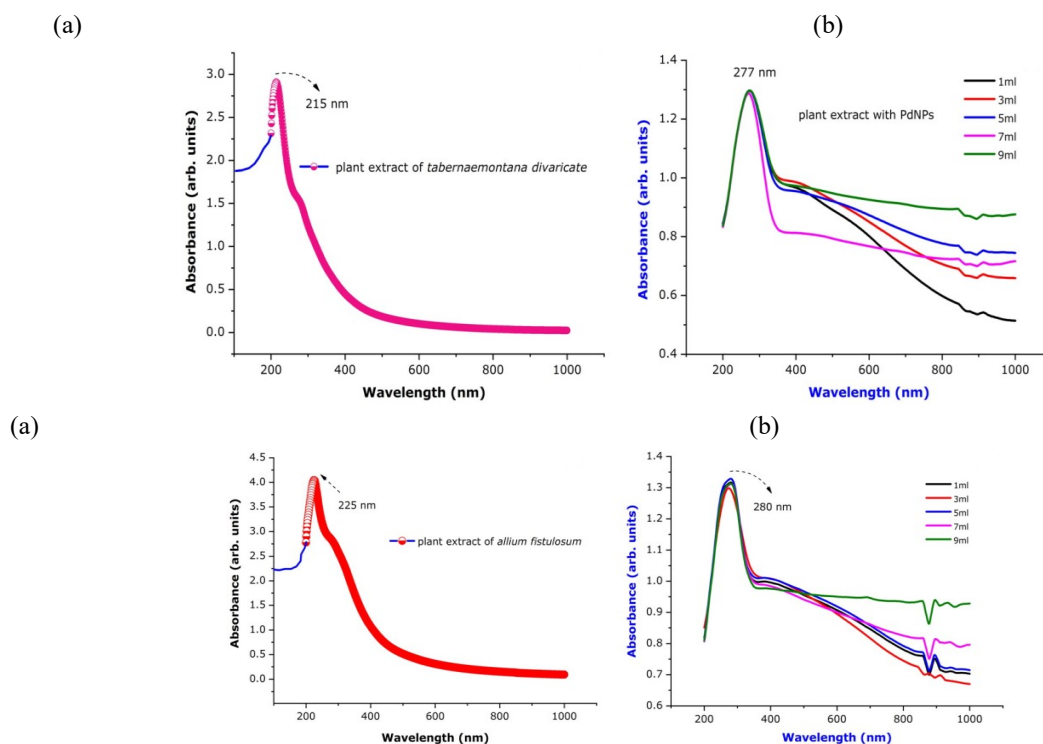 (a)
(b)
3.0
2.5
2.0
1.5
1.0
0.5
0.0
Absorbance (arb. units)
215 nm
plant extract of tabernaemontana divaricate
200
400
600
800
1000
Wavelength (nm)
1.4
1.2
1.0
0.8
0.6
0.4
Absorbance (arb. units)
277 nm
plant extract with PdNPs
1ml
3ml
5ml
7ml
9ml
200
400
600
800
1000
Wavelength (nm)
(a)
(b)
4.5
4.0
3.5
3.0
2.5
2.0
1.5
1.0
0.5
0.0
Absorbance (arb. units)
225 nm
plant extract of allium fistulosum
200
400
600
800
1000
Wavelength (nm)
1.4
1.3
1.2
1.1
1.0
0.9
0.8
0.7
0.6
Absorbance (arb. units)
280 nm
1ml
3ml
5ml
7ml
9ml
200
400
600
800
1000
Wavelength (nm)